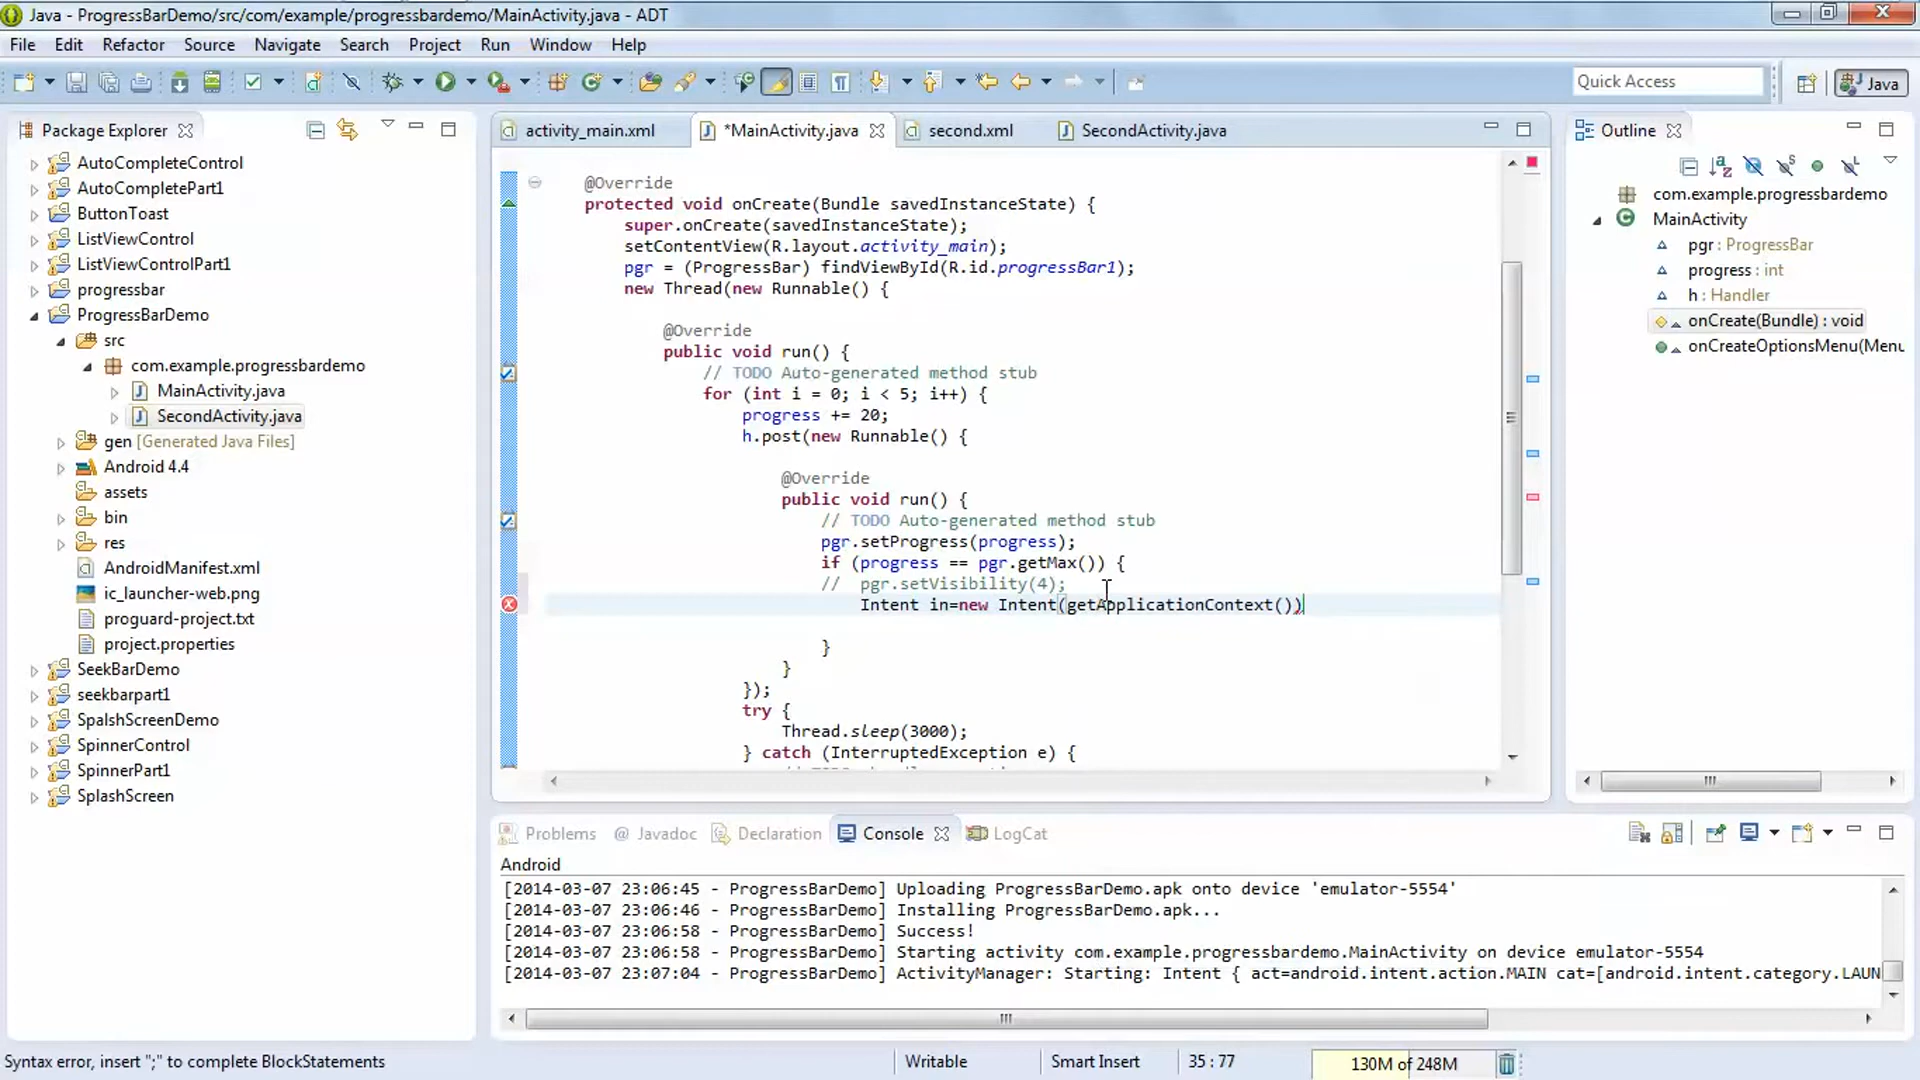 Java - ProgressBarDemo/src/com/example/progressbardemo/MainActivity.java - ADT
File Edit Refactor Source Navigate Search Project Run Window Help
Quick Access
Java
Package Explorer
AutoCompleteControl
AutoCompletePart1
ButtonToast
ListViewControl
ListViewControlPart1
progressbar
ProgressBarDemo
src
com.example.progressbardemo
MainActivity.java
SecondActivity.java
gen [Generated Java Files]
Android 4.4
assets
bin
res
AndroidManifest.xml
ic_launcher-web.png
proguard-project.txt
project.properties
SeekBarDemo
seekbarpart1
SpalshScreenDemo
SpinnerControl
SpinnerPart1
SplashScreen
activity_main.xml *MainActivity.java second.xml SecondActivity.java
@Override
protected void onCreate(Bundle savedInstanceState) {
super.onCreate(savedInstanceState);
setContentView(R.layout.activity_main);
pgr = (ProgressBar) findViewById(R.id.progressBar1);
new Thread(new Runnable() {
@Override
public void run() {
// TODO Auto-generated method stub
for (int i = 0; i < 5; i++) {
progress += 20;
h.post(new Runnable() {
@Override
public void run() {
// TODO Auto-generated method stub
pgr.setProgress(progress);
if (progress == pgr.getMax()) {
// pgr.setVisibility(4);
Intent in=new Intent(getApplicationContext())
}
}
});
try {
Thread.sleep(3000);
} catch (InterruptedException e) {
Outline
com.example.progressbardemo
MainActivity
pgr : ProgressBar
progress : int
h : Handler
onCreate(Bundle) : void
onCreateOptionsMenu(Menu
Problems @ Javadoc Declaration Console LogCat
Android
[2014-03-07 23:06:45 - ProgressBarDemo] Uploading ProgressBarDemo.apk onto device 'emulator-5554'
[2014-03-07 23:06:46 - ProgressBarDemo] Installing ProgressBarDemo.apk...
[2014-03-07 23:06:58 - ProgressBarDemo] Success!
[2014-03-07 23:06:58 - ProgressBarDemo] Starting activity com.example.progressbardemo.MainActivity on device emulator-5554
[2014-03-07 23:07:04 - ProgressBarDemo] ActivityManager: Starting: Intent { act=android.intent.action.MAIN cat=[android.intent.category.LAUN
Syntax error, insert ";" to complete BlockStatements
Writable
Smart Insert
35 : 77
130M of 248M